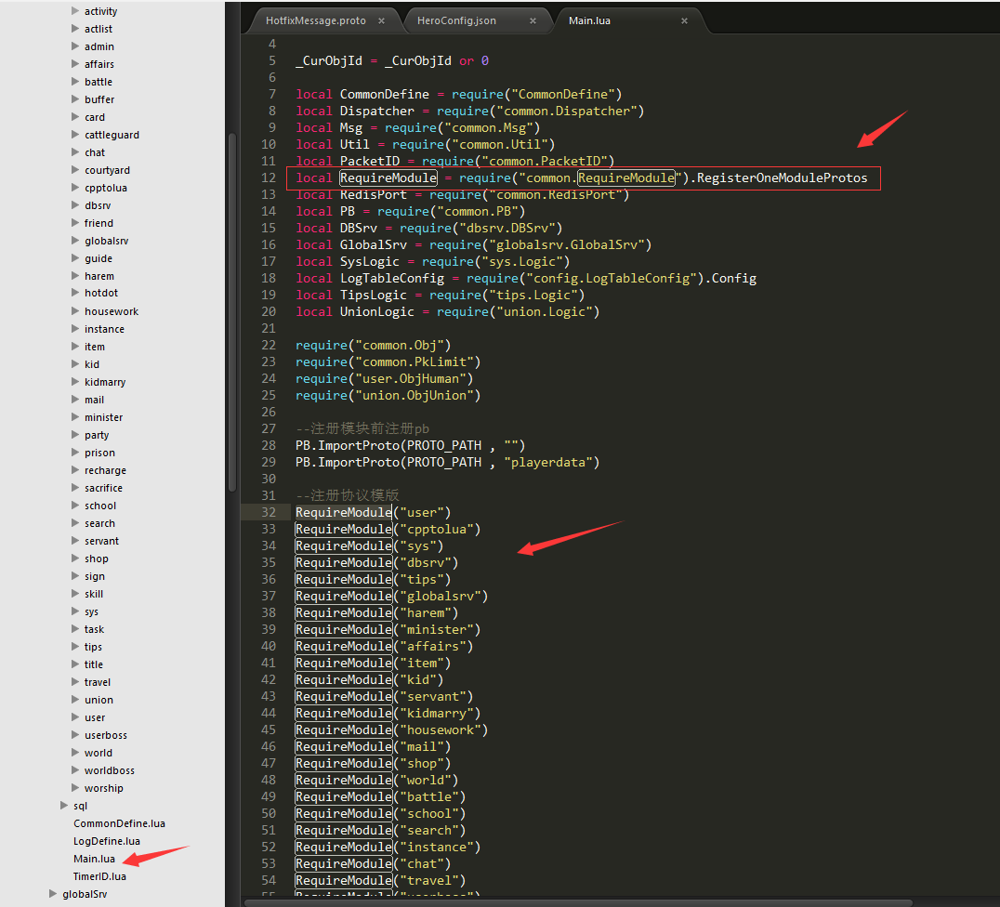 activity
actlist
admin
affairs
battle
buffer
card
cattleguard
chat
courtyard
cpptolua
dbsrv
friend
globalsrv
guide
harem
hotdot
housework
instance
item
kid
kidmarry
mail
minister
party
prison
recharge
sacrifice
school
search
servant
shop
sign
skill
sys
task
tips
title
travel
union
user
userboss
world
worldboss
worship
sql
CommonDefine.lua
LogDefine.lua
Main.lua
TimerID.lua
globalSrv
HotfixMessage.proto × HeroConfig.json × Main.lua ×
4
5 _CurObjId = _CurObjId or 0
6
7 local CommonDefine = require("CommonDefine")
8 local Dispatcher = require("common.Dispatcher")
9 local Msg = require("common.Msg")
10 local Util = require("common.Util")
11 local PacketID = require("common.PacketID")
12 local RequireModule = require("common.RequireModule").RegisterOneModuleProtos
13 local RedisPort = require("common.RedisPort")
14 local PB = require("common.PB")
15 local DBSrv = require("dbsrv.DBSrv")
16 local GlobalSrv = require("globalsrv.GlobalSrv")
17 local SysLogic = require("sys.Logic")
18 local LogTableConfig = require("config.LogTableConfig").Config
19 local TipsLogic = require("tips.Logic")
20 local UnionLogic = require("union.Logic")
21
22 require("common.Obj")
23 require("common.PkLimit")
24 require("user.ObjHuman")
25 require("union.ObjUnion")
26
27 --注册模块前注册pb
28 PB.ImportProto(PROTO_PATH , "")
29 PB.ImportProto(PROTO_PATH , "playerdata")
30
31 --注册协议模版
32 RequireModule("user")
33 RequireModule("cpptolua")
34 RequireModule("sys")
35 RequireModule("dbsrv")
36 RequireModule("tips")
37 RequireModule("globalsrv")
38 RequireModule("harem")
39 RequireModule("minister")
40 RequireModule("affairs")
41 RequireModule("item")
42 RequireModule("kid")
43 RequireModule("servant")
44 RequireModule("kidmarry")
45 RequireModule("housework")
46 RequireModule("mail")
47 RequireModule("shop")
48 RequireModule("world")
49 RequireModule("battle")
50 RequireModule("school")
51 RequireModule("search")
52 RequireModule("instance")
53 RequireModule("chat")
54 RequireModule("travel")
55 RequireModule("userboss")